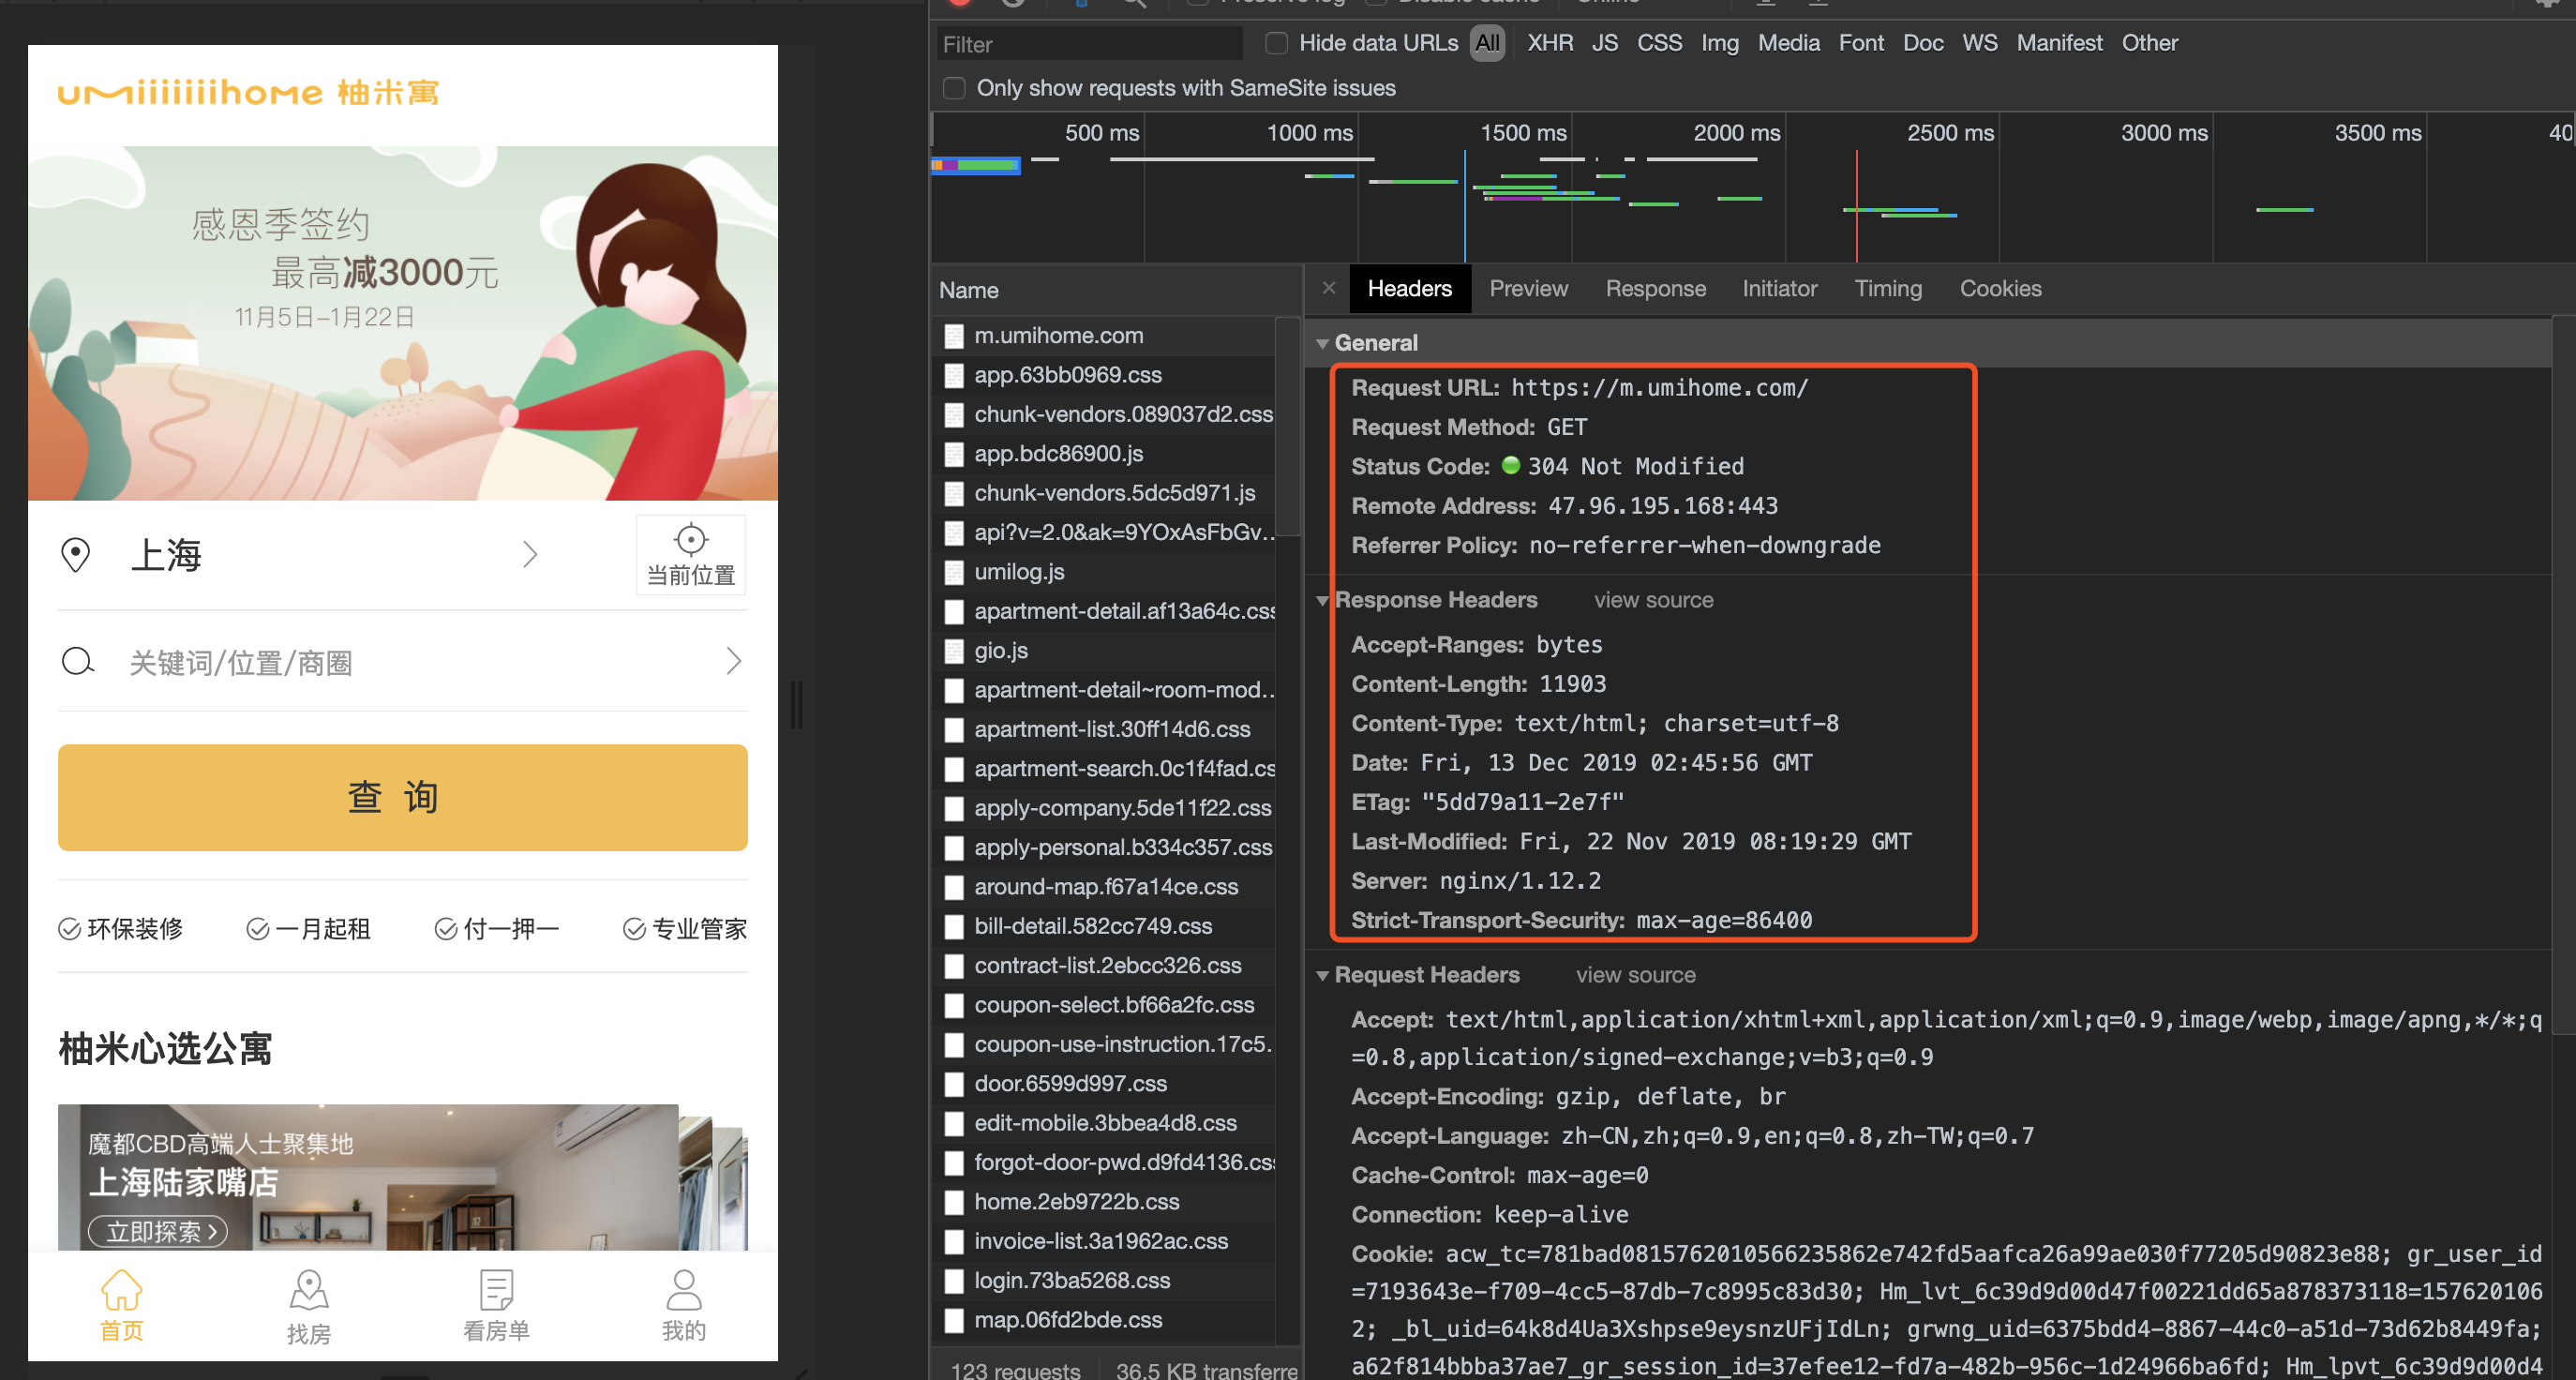 umiiiiiiihome 柚米寓
感恩季签约
最高减3000元
11月5日-1月22日
上海
当前位置
关键词/位置/商圈
查 询
环保装修
一月起租
付一押一
专业管家
柚米心选公寓
魔都CBD高端人士聚集地
上海陆家嘴店
立即探索
首页
找房
看房单
我的
Preserve log
Disable cache
Online
Filter
Hide data URLs
All
XHR
JS
CSS
Img
Media
Font
Doc
WS
Manifest
Other
Only show requests with SameSite issues
500 ms
1000 ms
1500 ms
2000 ms
2500 ms
3000 ms
3500 ms
40
Name
m.umihome.com
app.63bb0969.css
chunk-vendors.089037d2.css
app.bdc86900.js
chunk-vendors.5dc5d971.js
api?v=2.0&ak=9YOxAsFbGv...
umilog.js
apartment-detail.af13a64c.css
gio.js
apartment-detail~room-mod...
apartment-list.30ff14d6.css
apartment-search.0c1f4fad.cs
apply-company.5de11f22.css
apply-personal.b334c357.css
around-map.f67a14ce.css
bill-detail.582cc749.css
contract-list.2ebcc326.css
coupon-select.bf66a2fc.css
coupon-use-instruction.17c5.
door.6599d997.css
edit-mobile.3bbea4d8.css
forgot-door-pwd.d9fd4136.css
home.2eb9722b.css
invoice-list.3a1962ac.css
login.73ba5268.css
map.06fd2bde.css
123 requests
36.5 KB transferre
Headers
Preview
Response
Initiator
Timing
Cookies
General
Request URL: https://m.umihome.com/
Request Method: GET
Status Code: 304 Not Modified
Remote Address: 47.96.195.168:443
Referrer Policy: no-referrer-when-downgrade
Response Headers view source
Accept-Ranges: bytes
Content-Length: 11903
Content-Type: text/html; charset=utf-8
Date: Fri, 13 Dec 2019 02:45:56 GMT
ETag: "5dd79a11-2e7f"
Last-Modified: Fri, 22 Nov 2019 08:19:29 GMT
Server: nginx/1.12.2
Strict-Transport-Security: max-age=86400
Request Headers view source
Accept: text/html,application/xhtml+xml,application/xml;q=0.9,image/webp,image/apng,*/*;q
=0.8,application/signed-exchange;v=b3;q=0.9
Accept-Encoding: gzip, deflate, br
Accept-Language: zh-CN,zh;q=0.9,en;q=0.8,zh-TW;q=0.7
Cache-Control: max-age=0
Connection: keep-alive
Cookie: acw_tc=781bad0815762010566235862e742fd5aafca26a99ae030f77205d90823e88; gr_user_id
=7193643e-f709-4cc5-87db-7c8995c83d30; Hm_lvt_6c39d9d00d47f00221dd65a878373118=157620106
2; _bl_uid=64k8d4Ua3Xshpse9eysnzUFjIdLn; grwng_uid=6375bdd4-8867-44c0-a51d-73d62b8449fa;
a62f814bbba37ae7_gr_session_id=37efee12-fd7a-482b-956c-1d24966ba6fd; Hm_lpvt_6c39d9d00d4